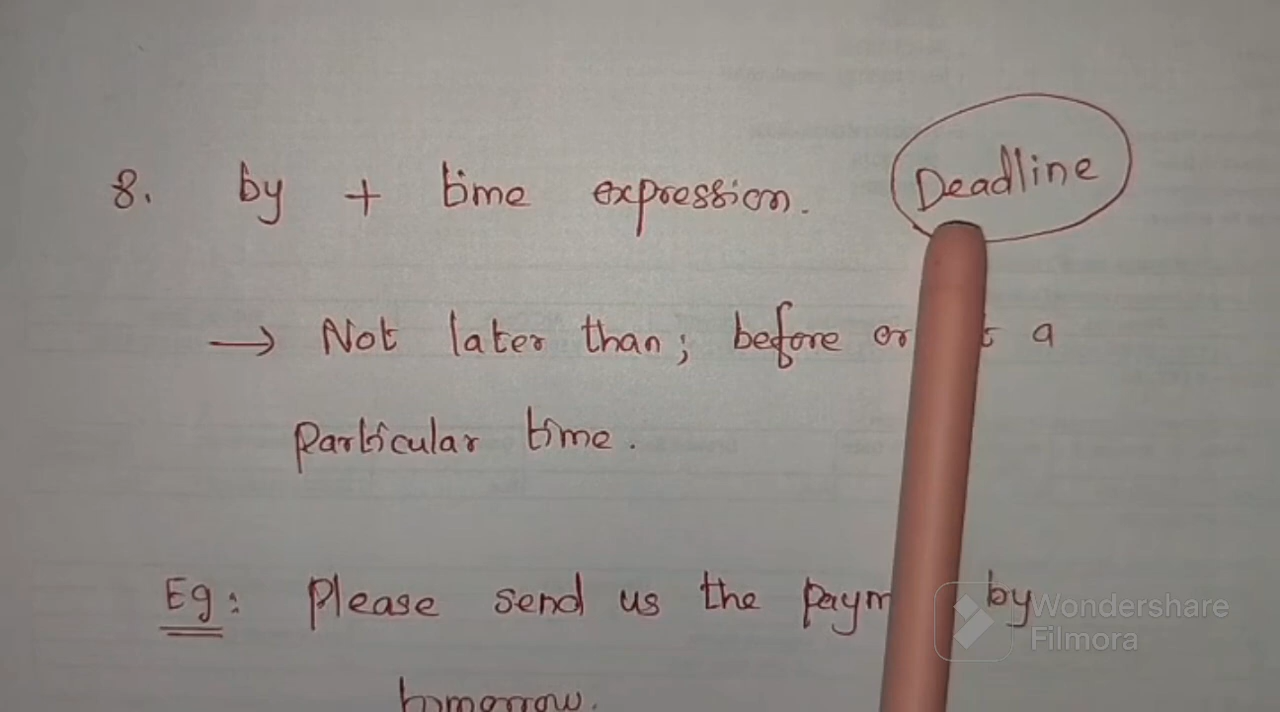 8. by + time expression. Deadline
→ Not later than; before or a
particular time.
Eg: Please send us the by
tomorrow.
Wondershare
Filmora